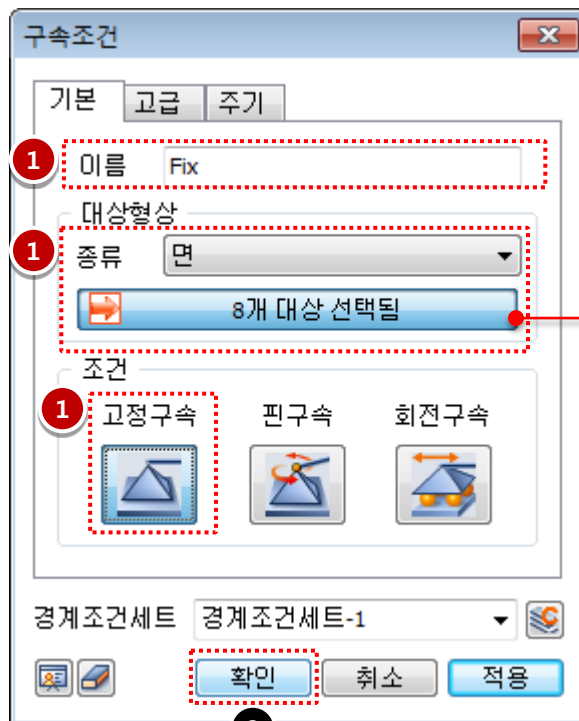 구속조건
기본 고급 주기
1 이름 Fix
대상형상
1 종류 면
8개 대상 선택됨
조건
1 고정구속 핀구속 회전구속
경계조건세트 경계조건세트-1
확인 취소 적용